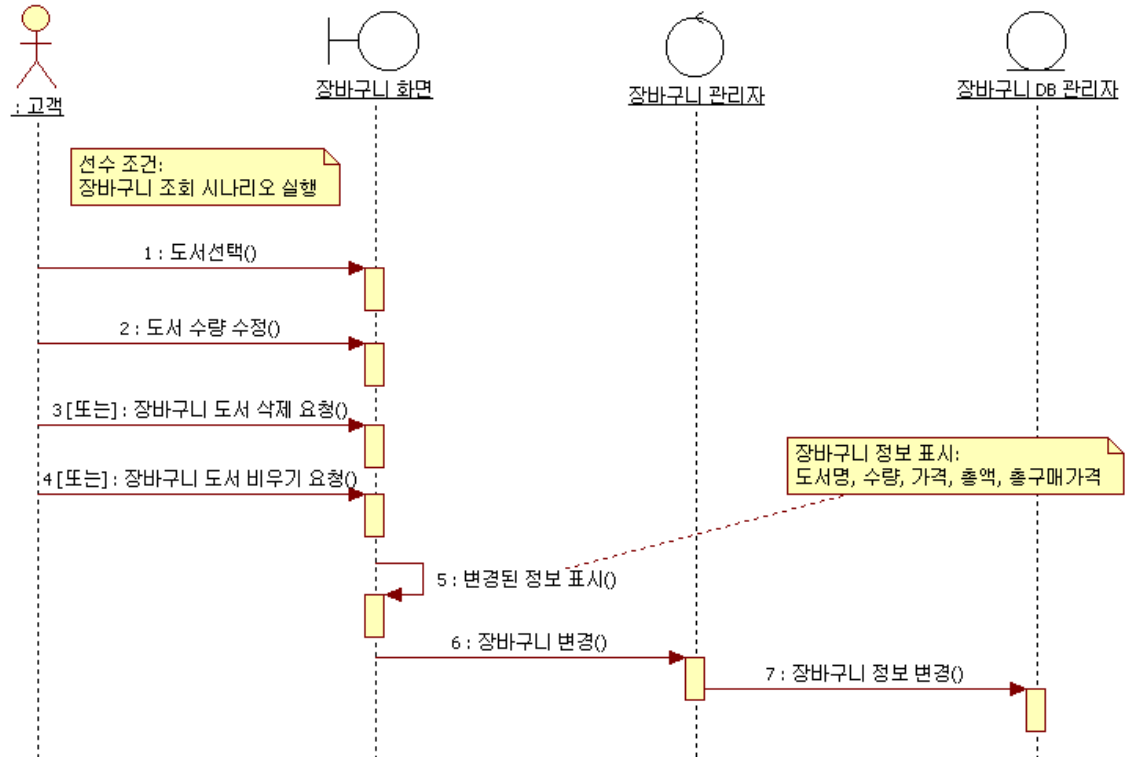 : 고객
장바구니 화면
장바구니 관리자
장바구니 DB 관리자
선수 조건:
장바구니 조회 시나리오 실행
1 : 도서선택()
2 : 도서 수량 수정()
3 [또는] : 장바구니 도서 삭제 요청()
4 [또는] : 장바구니 도서 비우기 요청()
장바구니 정보 표시:
도서명, 수량, 가격, 총액, 총구매가격
5 : 변경된 정보 표시()
6 : 장바구니 변경()
7 : 장바구니 정보 변경()